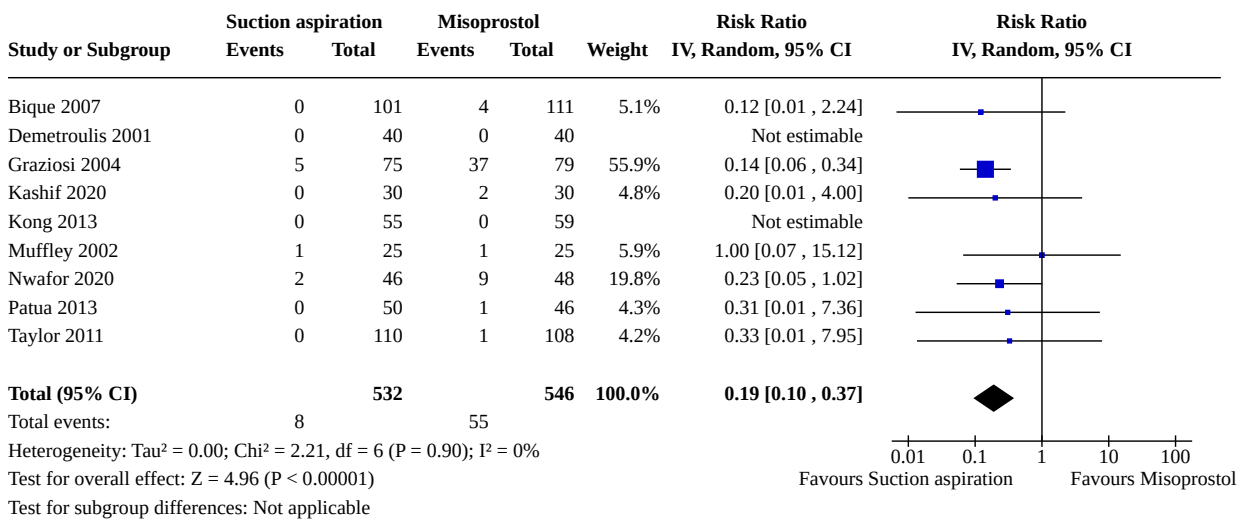 Suction aspiration Misoprostol Risk Ratio Risk Ratio
Study or Subgroup Events Total Events Total Weight IV, Random, 95% CI IV, Random, 95% CI
Bique 2007 0 101 4 111 5.1% 0.12 [0.01 , 2.24]
Demetroulis 2001 0 40 0 40 Not estimable
Graziosi 2004 5 75 37 79 55.9% 0.14 [0.06 , 0.34]
Kashif 2020 0 30 2 30 4.8% 0.20 [0.01 , 4.00]
Kong 2013 0 55 0 59 Not estimable
Muffley 2002 1 25 1 25 5.9% 1.00 [0.07 , 15.12]
Nwafor 2020 2 46 9 48 19.8% 0.23 [0.05 , 1.02]
Patua 2013 0 50 1 46 4.3% 0.31 [0.01 , 7.36]
Taylor 2011 0 110 1 108 4.2% 0.33 [0.01 , 7.95]
Total (95% CI) 532 546 100.0% 0.19 [0.10 , 0.37]
Total events: 8 55
Heterogeneity: Tau² = 0.00; Chi² = 2.21, df = 6 (P = 0.90); I² = 0%
0.01 0.1 1 10 100
Test for overall effect: Z = 4.96 (P < 0.00001) Favours Suction aspiration Favours Misoprostol
Test for subgroup differences: Not applicable